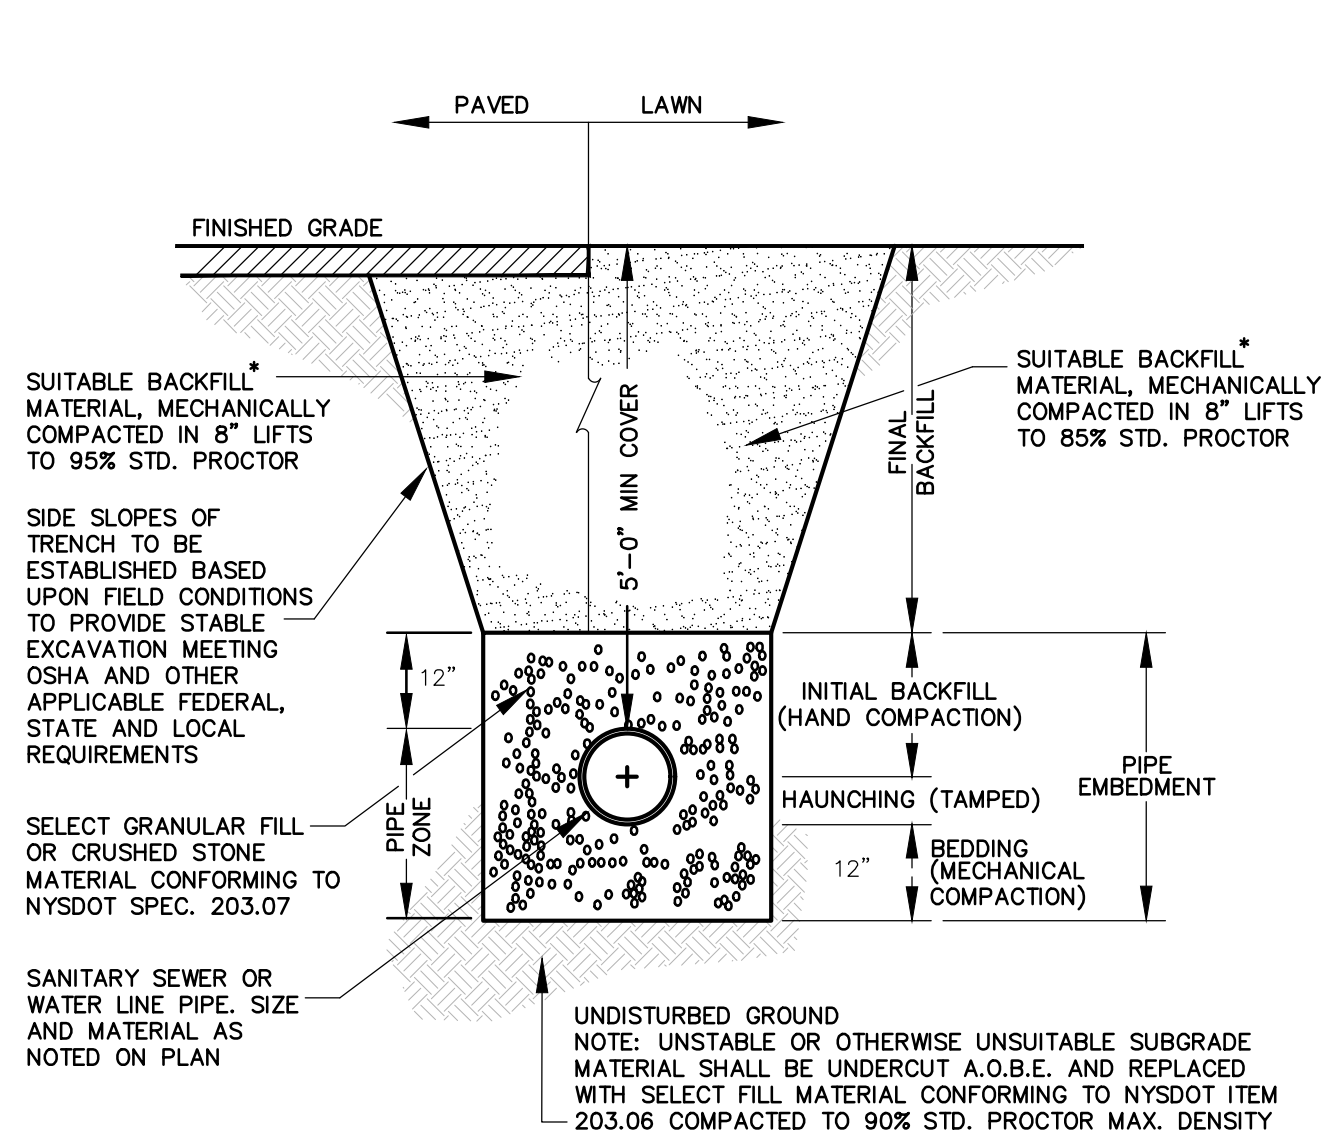 PAVED LAWN
FINISHED GRADE
SUITABLE BACKFILL*
MATERIAL, MECHANICALLY
COMPACTED IN 8" LIFTS
TO 95% STD. PROCTOR
SUITABLE BACKFILL*
MATERIAL, MECHANICALLY
COMPACTED IN 8" LIFTS
TO 85% STD. PROCTOR
5'-0" MIN COVER
FINAL
BACKFILL
SIDE SLOPES OF
TRENCH TO BE
ESTABLISHED BASED
UPON FIELD CONDITIONS
TO PROVIDE STABLE
EXCAVATION MEETING
OSHA AND OTHER
APPLICABLE FEDERAL,
STATE AND LOCAL
REQUIREMENTS
12"
INITIAL BACKFILL
(HAND COMPACTION)
PIPE
EMBEDMENT
PIPE
ZONE
HAUNCHING (TAMPED)
SELECT GRANULAR FILL
OR CRUSHED STONE
MATERIAL CONFORMING TO
NYSDOT SPEC. 203.07
12"
BEDDING
(MECHANICAL
COMPACTION)
SANITARY SEWER OR
WATER LINE PIPE. SIZE
AND MATERIAL AS
NOTED ON PLAN
UNDISTURBED GROUND
NOTE: UNSTABLE OR OTHERWISE UNSUITABLE SUBGRADE
MATERIAL SHALL BE UNDERCUT A.O.B.E. AND REPLACED
WITH SELECT FILL MATERIAL CONFORMING TO NYSDOT ITEM
203.06 COMPACTED TO 90% STD. PROCTOR MAX. DENSITY